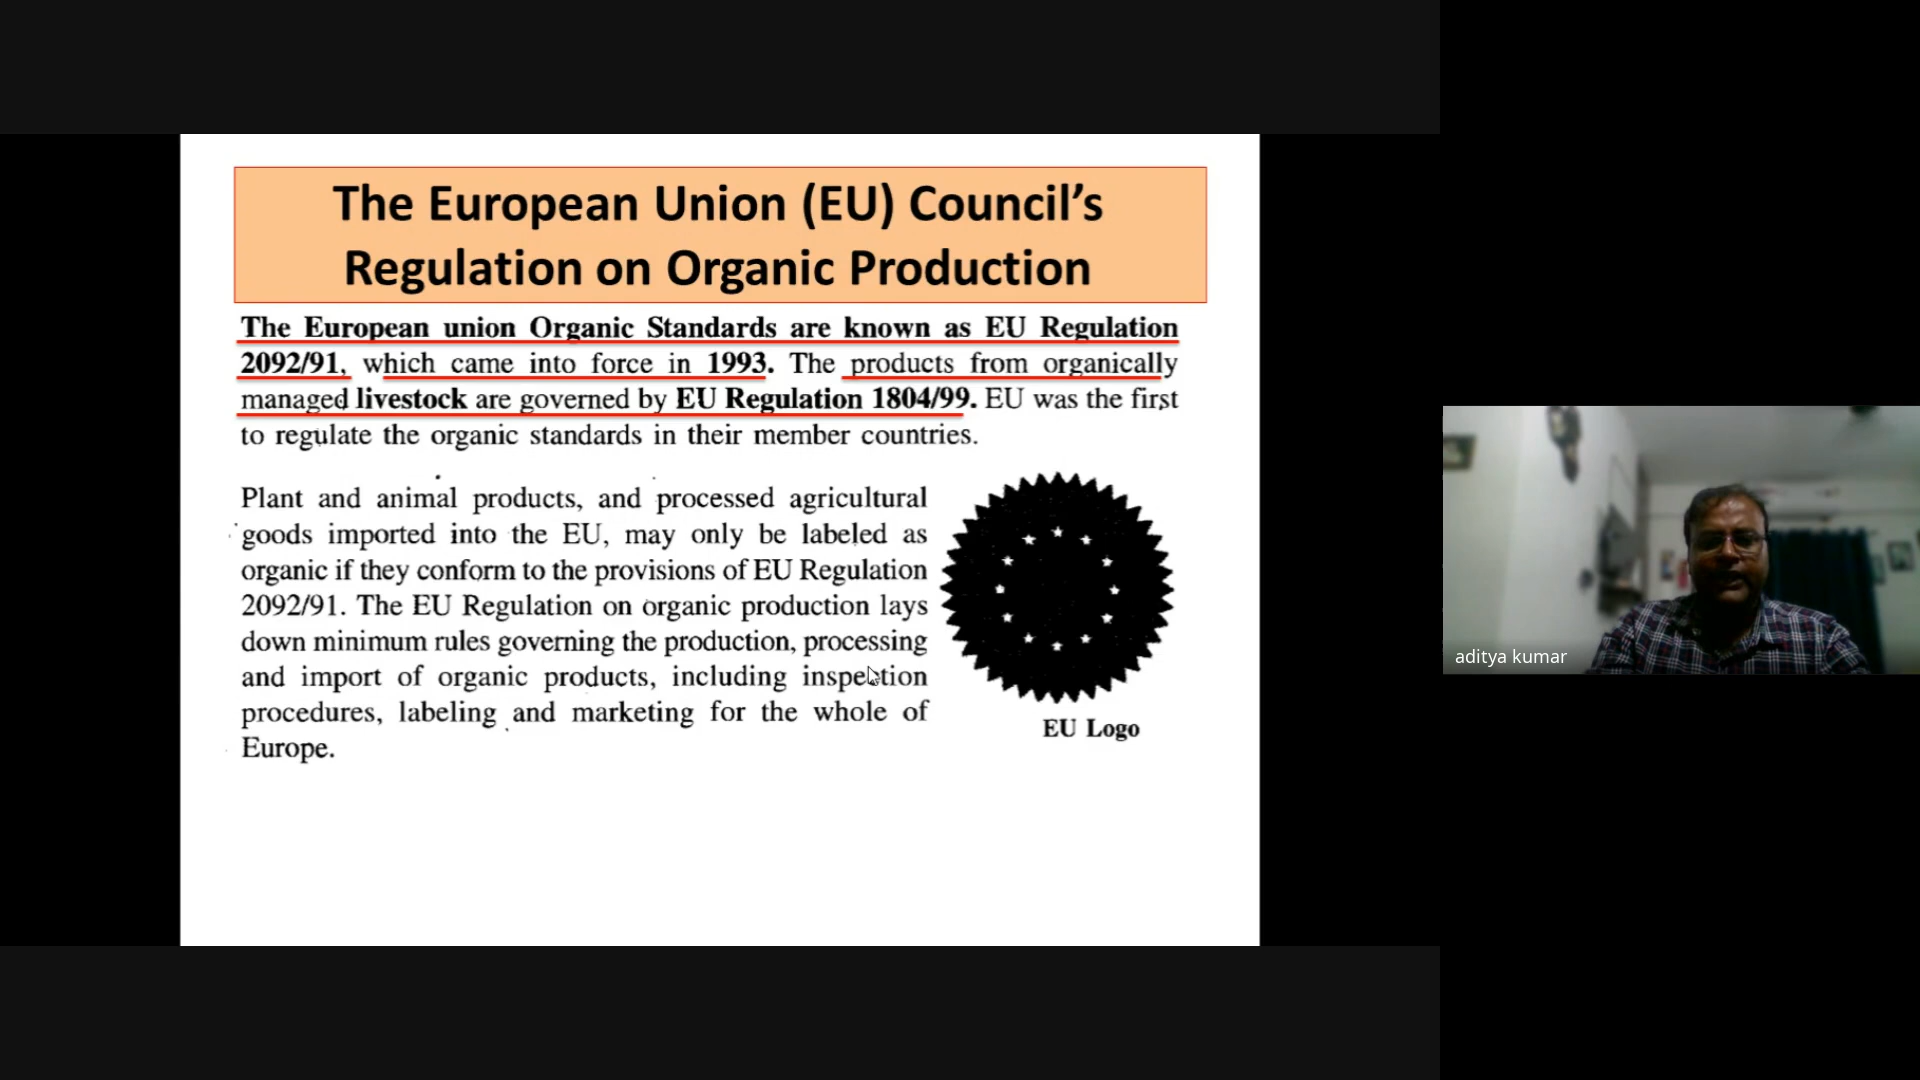 The European Union (EU) Council’s
Regulation on Organic Production
The European union Organic Standards are known as EU Regulation
2092/91, which came into force in 1993. The products from organically
managed livestock are governed by EU Regulation 1804/99. EU was the first
to regulate the organic standards in their member countries.
Plant and animal products, and processed agricultural
goods imported into the EU, may only be labeled as
organic if they conform to the provisions of EU Regulation
2092/91. The EU Regulation on organic production lays
down minimum rules governing the production, processing
and import of organic products, including inspection
procedures, labeling and marketing for the whole of
Europe.
EU Logo
aditya kumar